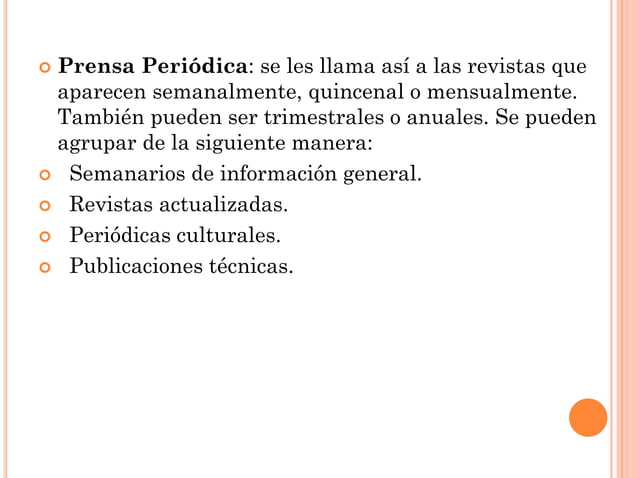 Prensa Periódica: se les llama así a las revistas que
aparecen semanalmente, quincenal o mensualmente.
También pueden ser trimestrales o anuales. Se pueden
agrupar de la siguiente manera:
Semanarios de información general.
Revistas actualizadas.
Periódicas culturales.
Publicaciones técnicas.